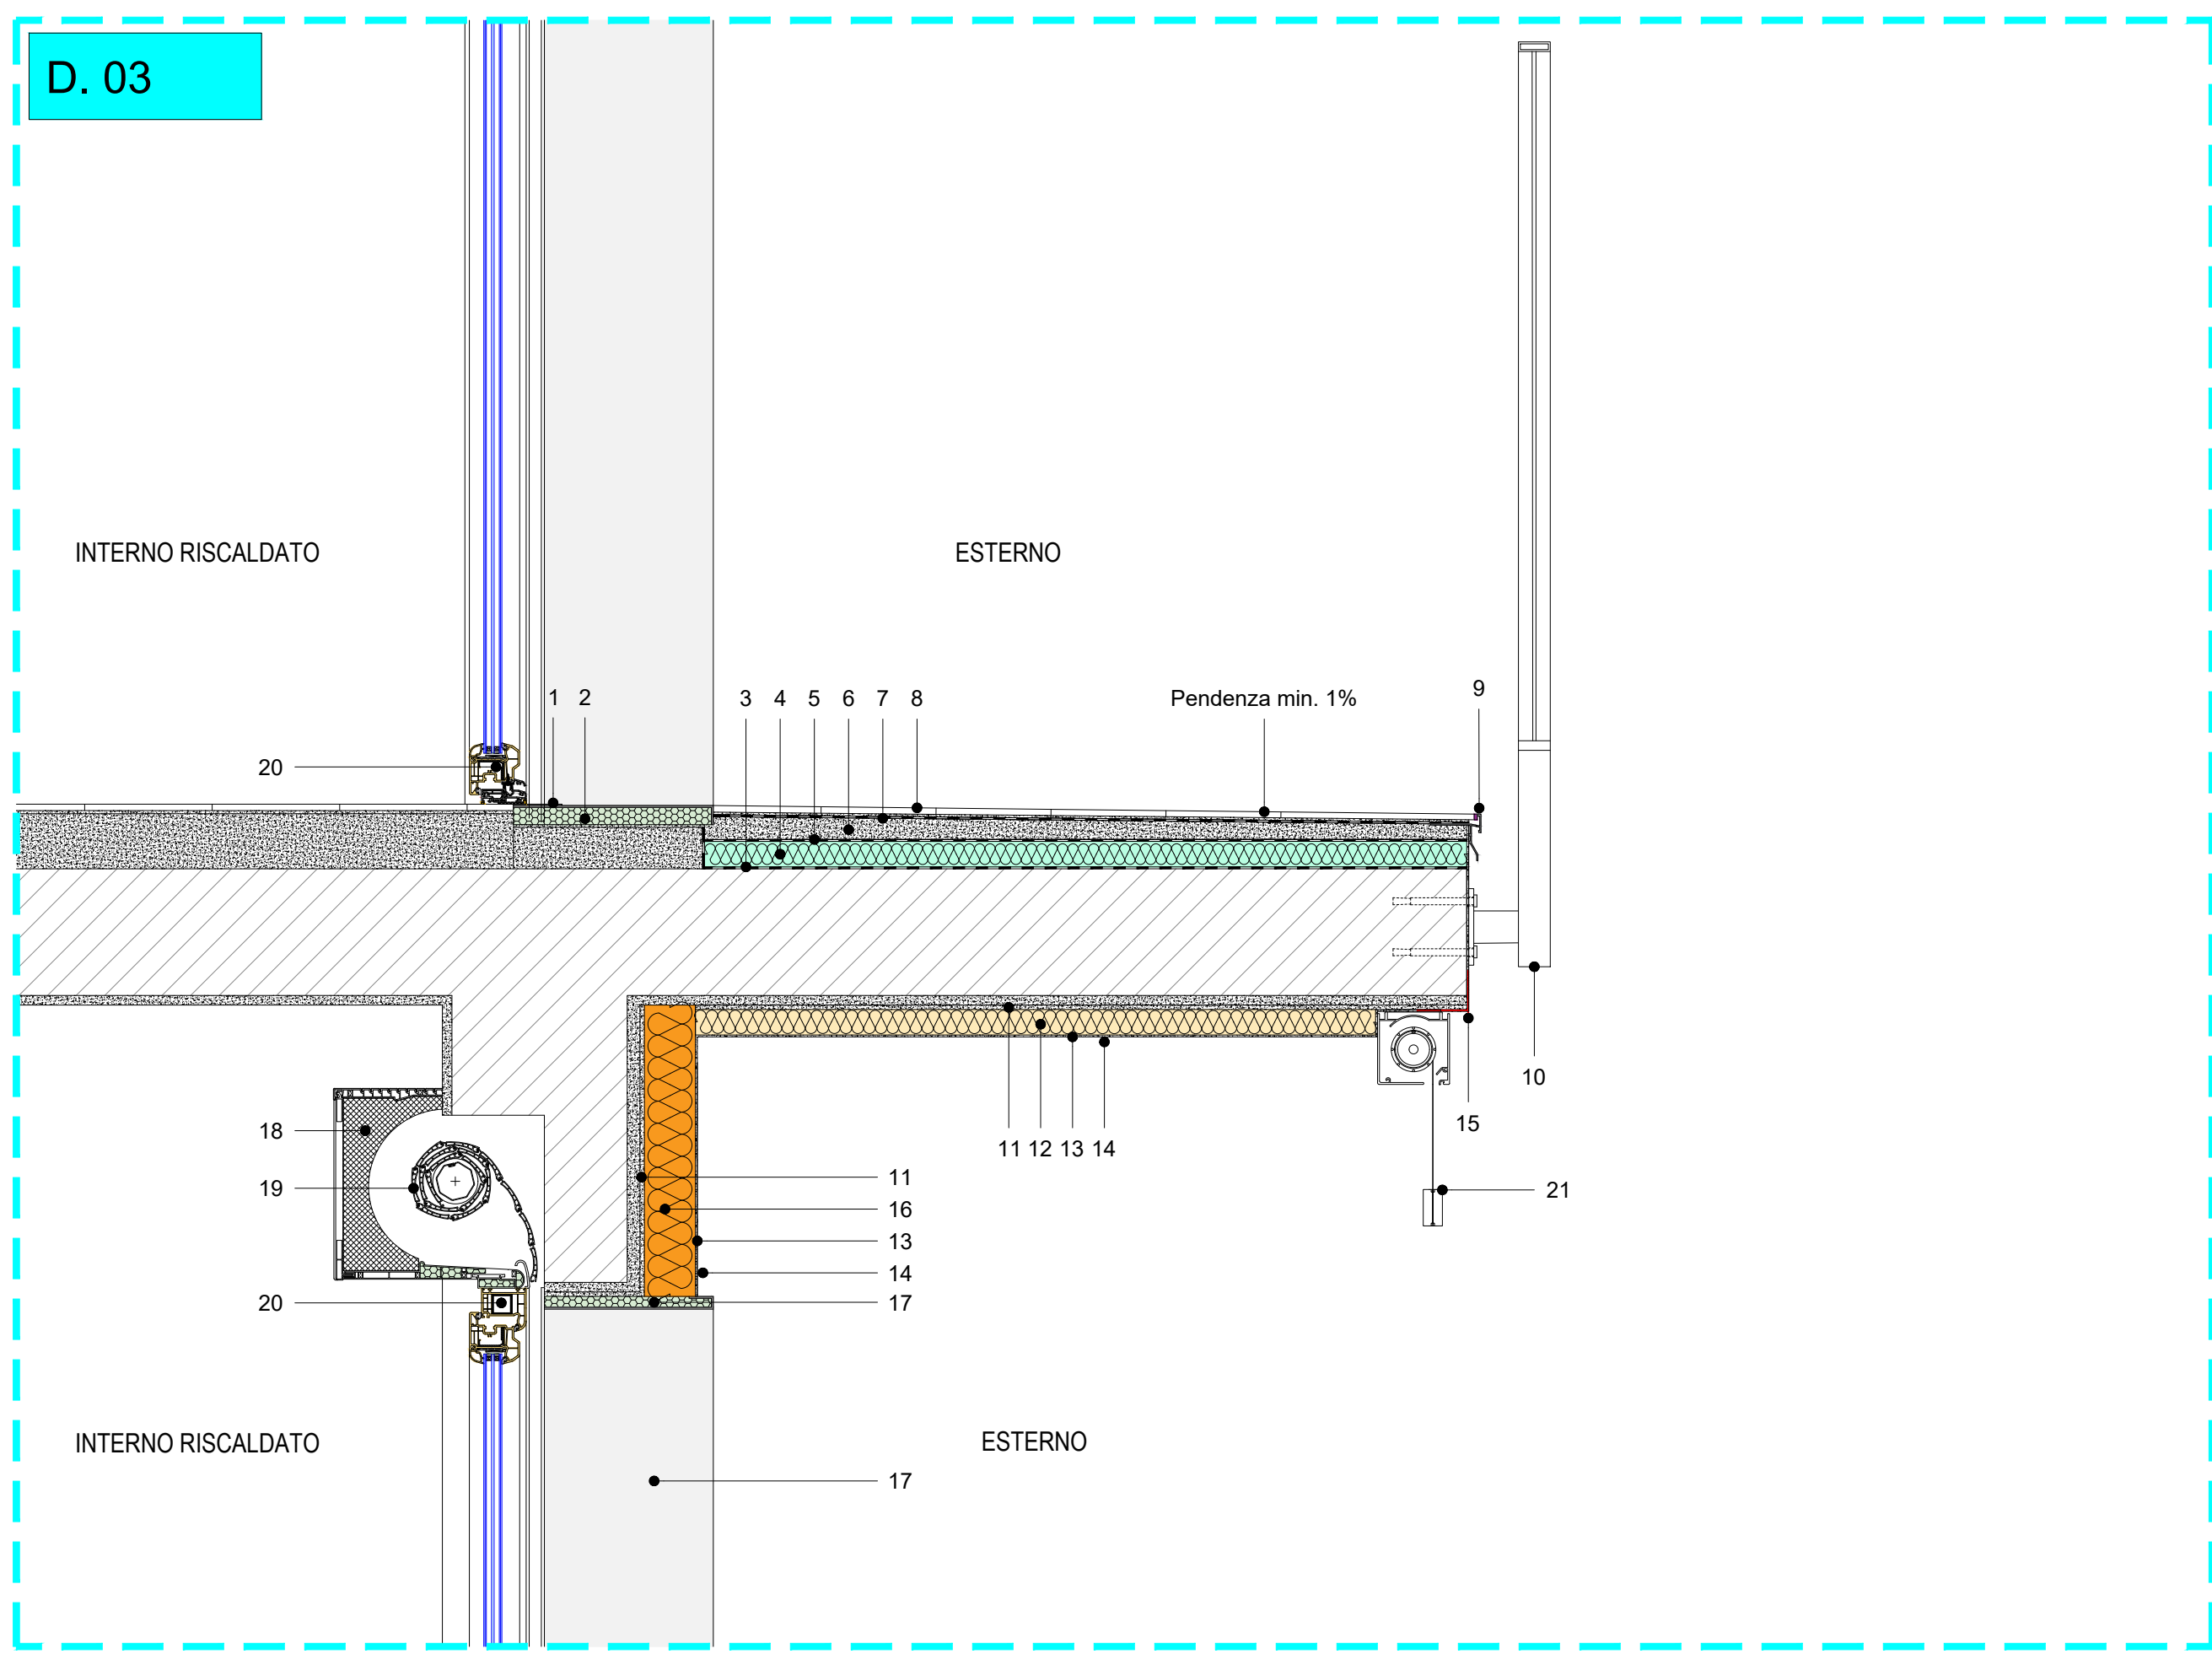 D. 03
INTERNO RISCALDATO
ESTERNO
1 2 3 4 5 6 7 8 Pendenza min. 1% 9
20
10
15
11 12 13 14
18
19
11
16
13
14
17
21
20
INTERNO RISCALDATO
ESTERNO
17